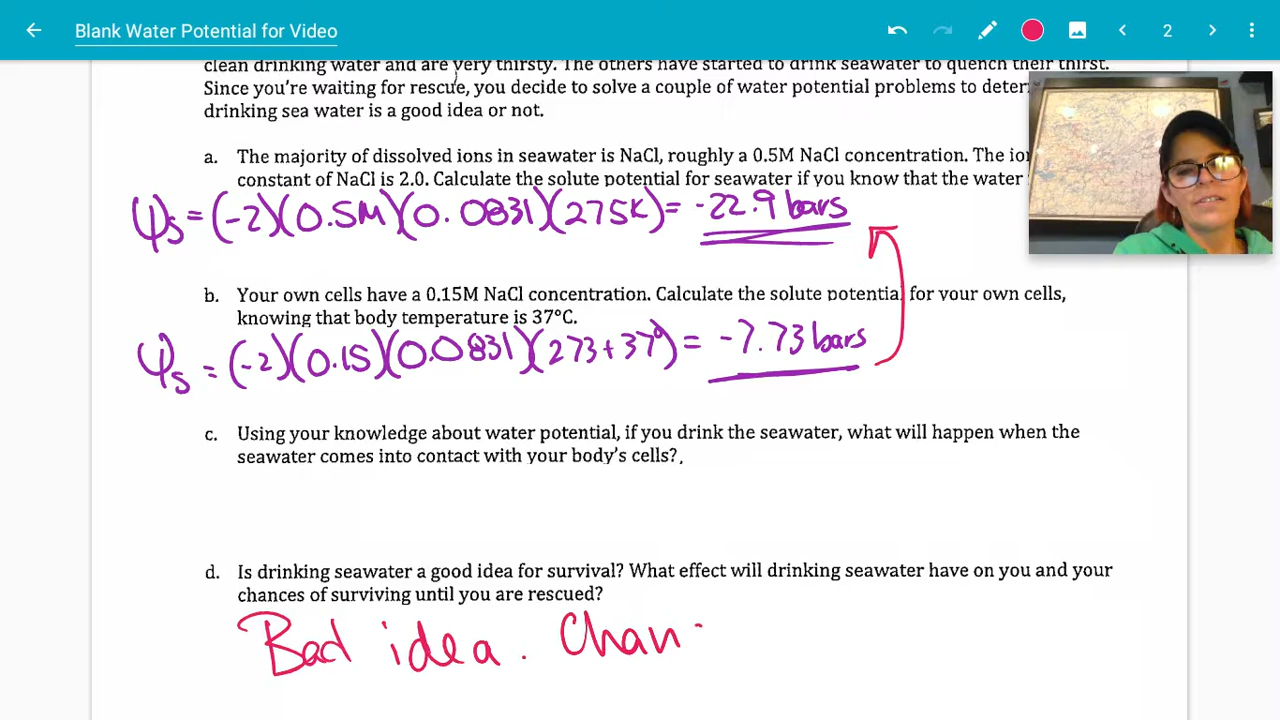 Blank Water Potential for Video
2
clean drinking water and are very thirsty. The others have started to drink seawater to quench their thirst.
Since you're waiting for rescue, you decide to solve a couple of water potential problems to deter
drinking sea water is a good idea or not.
a. The majority of dissolved ions in seawater is NaCl, roughly a 0.5M NaCl concentration. The ion
constant of NaCl is 2.0. Calculate the solute potential for seawater if you know that the water
Ψs = (-2)(0.5M)(0.0831)(275K) = -22.9 bars
b. Your own cells have a 0.15M NaCl concentration. Calculate the solute potential for your own cells,
knowing that body temperature is 37°C.
Ψs = (-2)(0.15)(0.0831)(273+37°) = -7.73 bars
c. Using your knowledge about water potential, if you drink the seawater, what will happen when the
seawater comes into contact with your body's cells?
d. Is drinking seawater a good idea for survival? What effect will drinking seawater have on you and your
chances of surviving until you are rescued?
Bad idea. Chan